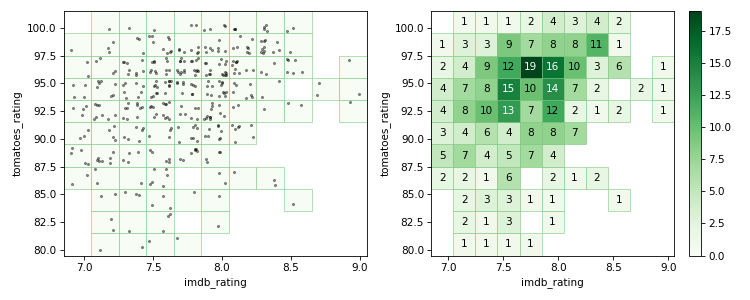 100.0
97.5
95.0
92.5
90.0
87.5
85.0
82.5
80.0
tomatoes_rating
7.0 7.5 8.0 8.5 9.0
imdb_rating
100.0
97.5
95.0
92.5
90.0
87.5
85.0
82.5
80.0
tomatoes_rating
1 1 1 2 4 3 4 2
1 3 3 9 7 8 8 11 1
2 4 9 12 19 16 10 3 6 1
4 7 8 15 10 14 7 2 2 1
4 8 10 13 7 12 2 1 2 1
3 4 6 4 8 8 7
5 7 4 5 7 4
2 2 1 6 2 1 2
2 3 3 1 1 1
2 1 3 1
1 1 1 1
7.0 7.5 8.0 8.5 9.0
imdb_rating
17.5
15.0
12.5
10.0
7.5
5.0
2.5
0.0